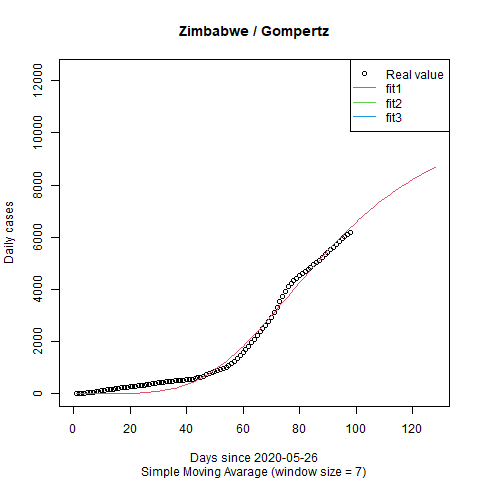 Zimbabwe / Gompertz
Real value
fit1
fit2
fit3
Daily cases
0
2000
4000
6000
8000
10000
12000
0 20 40 60 80 100 120
Days since 2020-05-26
Simple Moving Avarage (window size = 7)